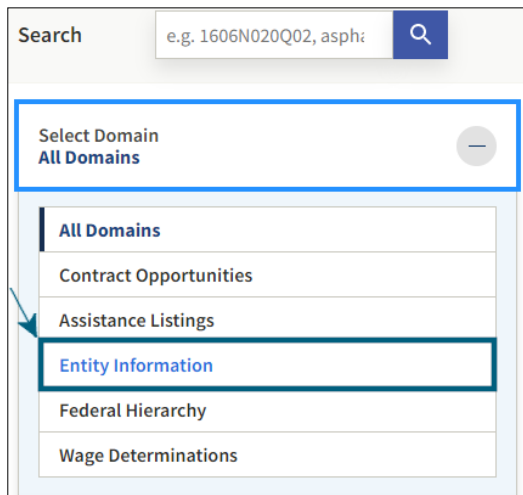 Search
e.g. 1606N020Q02, aspha
Select Domain
All Domains
All Domains
Contract Opportunities
Assistance Listings
Entity Information
Federal Hierarchy
Wage Determinations